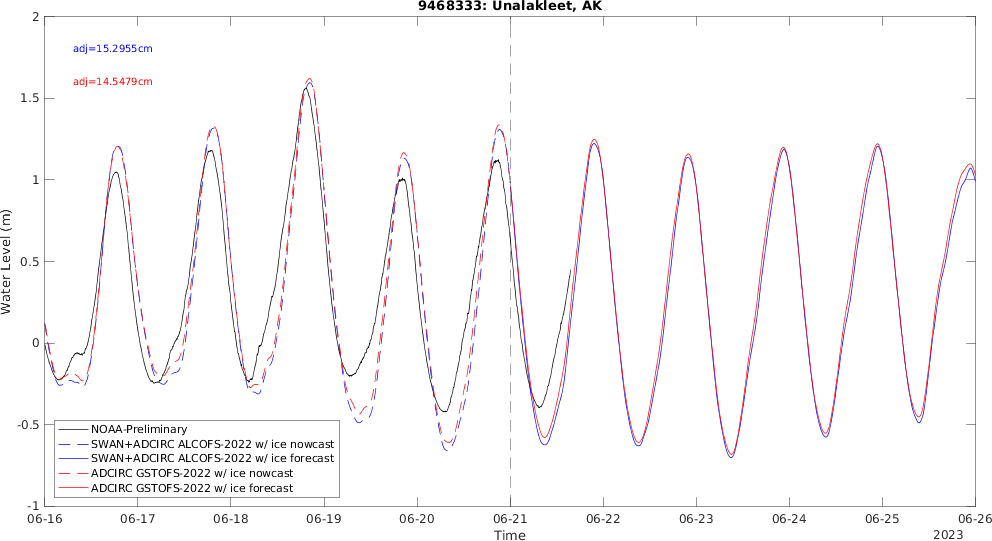 9468333: Unalakleet, AK
2
1.5
1
0.5
0
-0.5
-1
Water Level (m)
adj=15.2955cm
adj=14.5479cm
NOAA-Preliminary
SWAN+ADCIRC ALCOFS-2022 w/ ice nowcast
SWAN+ADCIRC ALCOFS-2022 w/ ice forecast
ADCIRC GSTOFS-2022 w/ ice nowcast
ADCIRC GSTOFS-2022 w/ ice forecast
06-16 06-17 06-18 06-19 06-20 06-21 06-22 06-23 06-24 06-25 06-26
Time
2023